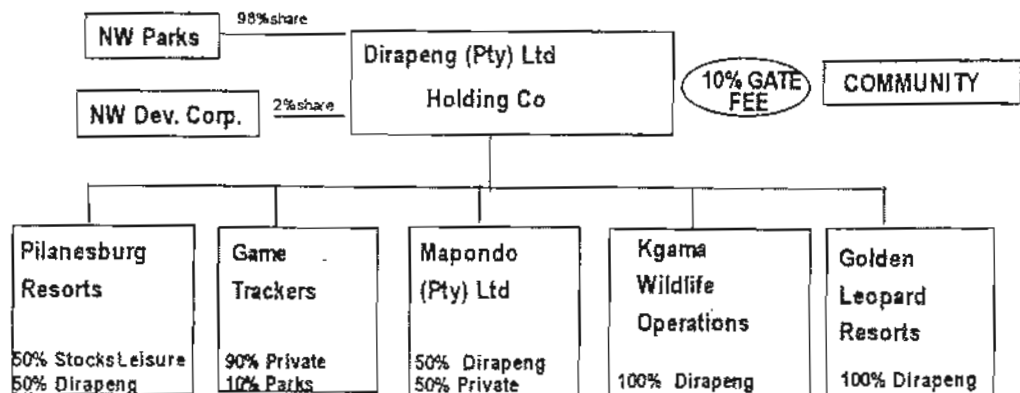 98% share
NW Parks
Dirapeng (Pty) Ltd
Holding Co
2% share
NW Dev. Corp.
10% GATE
FEE
COMMUNITY
Pilanesburg
Resorts
50% Stocks Leisure
50% Dirapeng
Game
Trackers
90% Private
10% Parks
Mapondo
(Pty) Ltd
50% Dirapeng
50% Private
Kgama
Wildlife
Operations
100% Dirapeng
Golden
Leopard
Resorts
100% Dirapeng